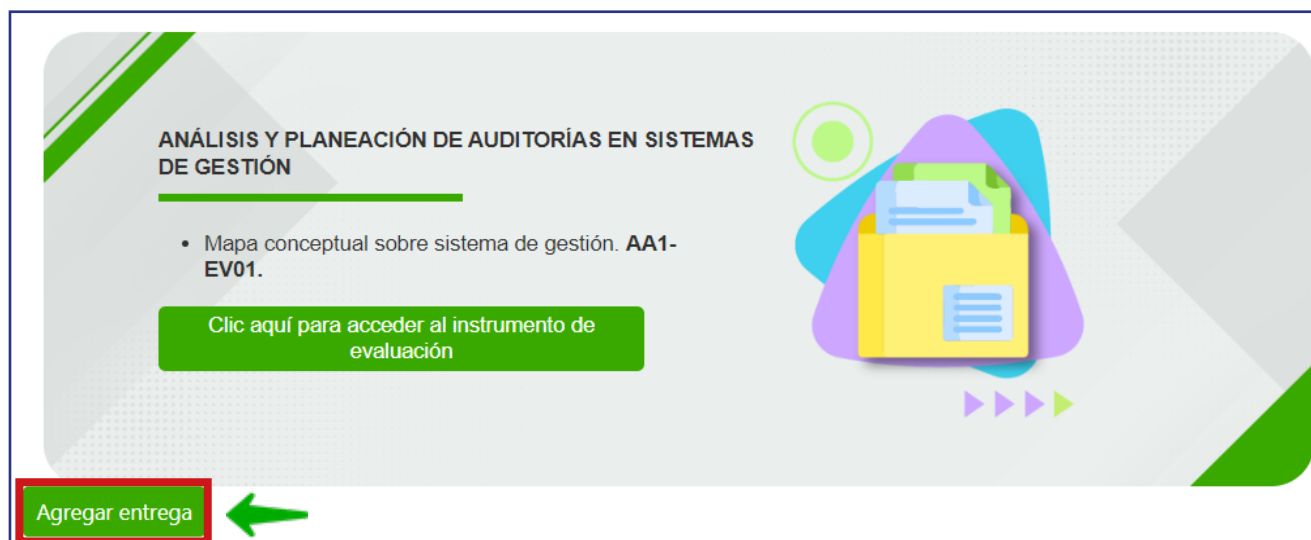 ANÁLISIS Y PLANEACIÓN DE AUDITORÍAS EN SISTEMAS
DE GESTIÓN
• Mapa conceptual sobre sistema de gestión. AA1-
EV01.
Clic aquí para acceder al instrumento de
evaluación
Agregar entrega